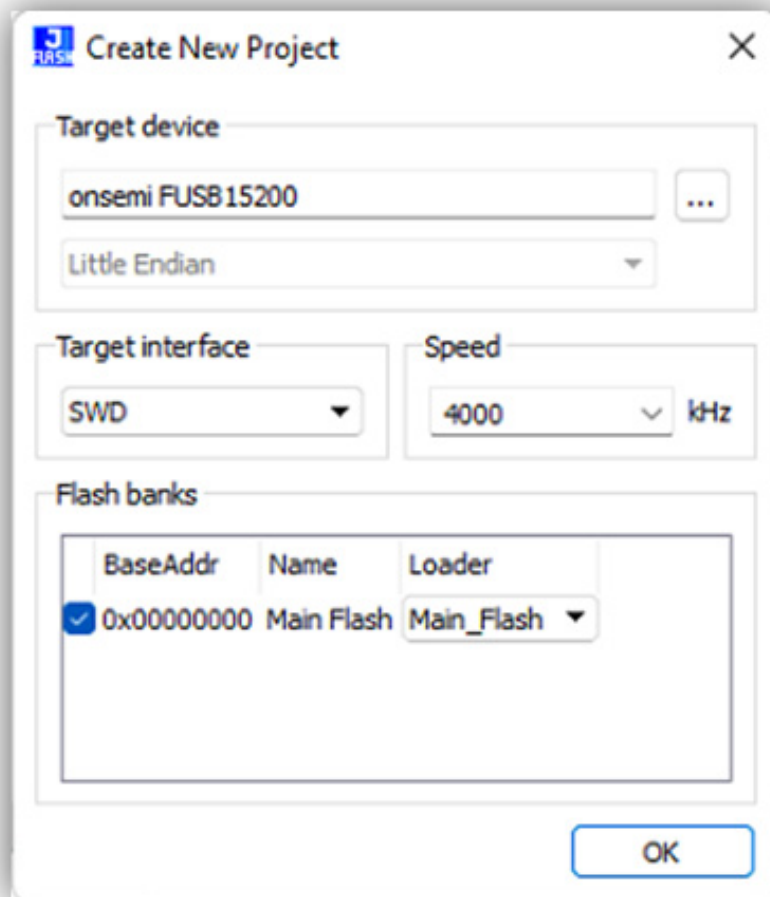 J
FLASH
Create New Project
Target device
onsemi FUSB15200
...
Little Endian
Target interface
Speed
SWD
4000
kHz
Flash banks
BaseAddr Name Loader
0x00000000 Main Flash Main_Flash
OK